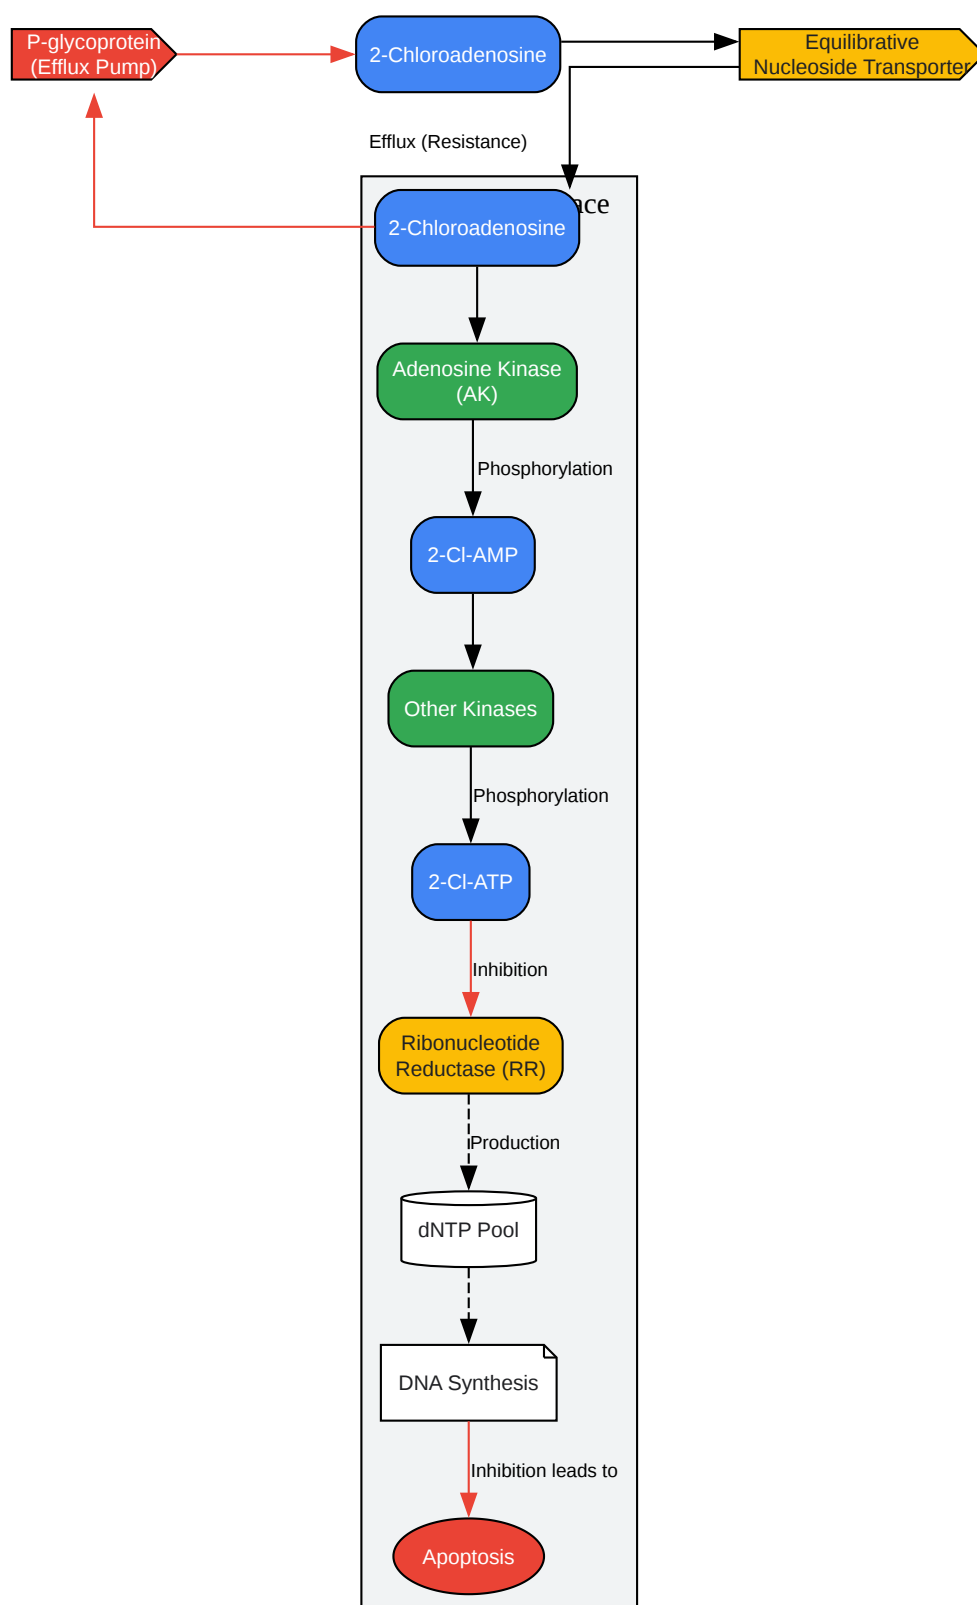 P-glycoprotein
(Efflux Pump)
2-Chloroadenosine
Equilibrative
Nucleoside Transporter
Efflux (Resistance)
2-Chloroadenosine
Adenosine Kinase
(AK)
Phosphorylation
2-Cl-AMP
Other Kinases
Phosphorylation
2-Cl-ATP
Inhibition
Ribonucleotide
Reductase (RR)
Production
dNTP Pool
DNA Synthesis
Inhibition leads to
Apoptosis